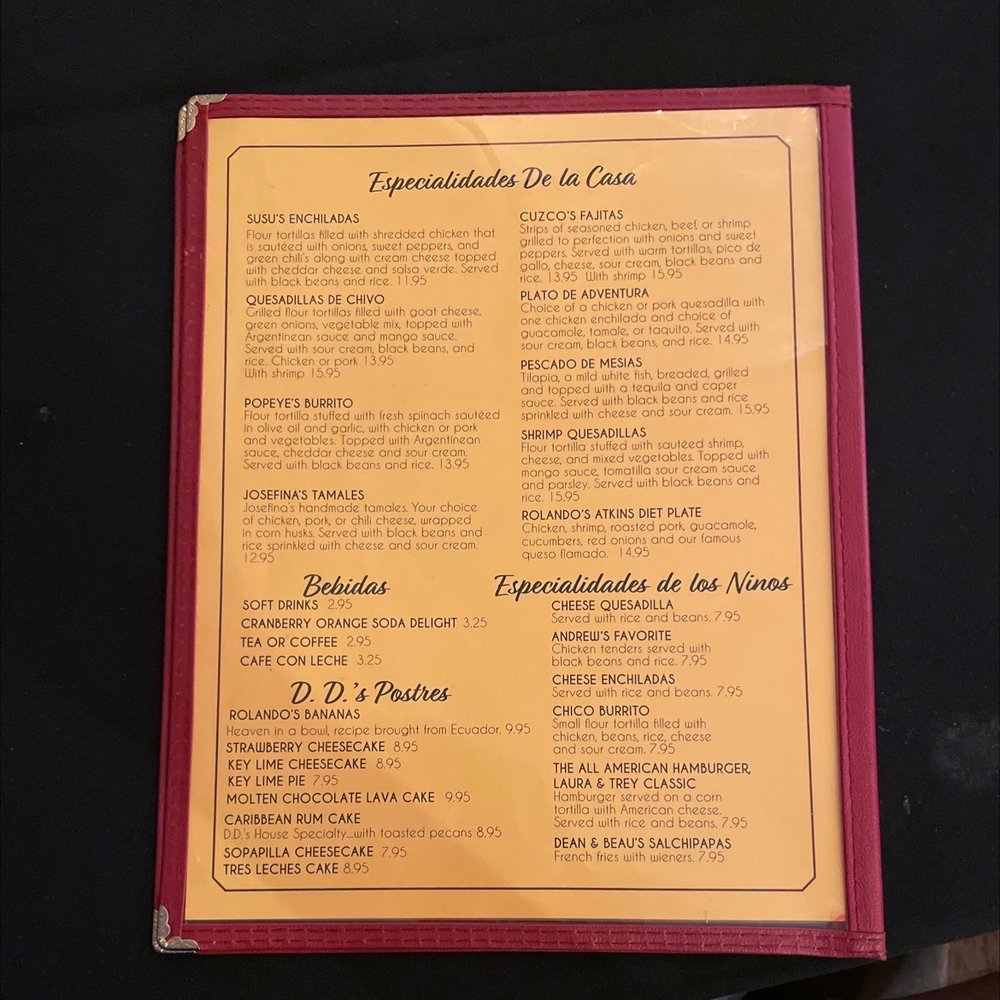 Especialidades De la Casa
SUSU'S ENCHILADAS
Flour tortillas filled with shredded chicken that
is sautéed with onions, sweet peppers, and
green chili's along with cream cheese topped
with cheddar cheese and salsa verde. Served
with black beans and rice. 11.95
QUESADILLAS DE CHIVO
Grilled flour tortillas filled with goat cheese,
green onions, vegetable mix, topped with
Argentinean sauce and mango sauce.
Served with sour cream, black beans, and
rice. Chicken or pork 13.95
With shrimp 15.95
POPEYE'S BURRITO
Flour tortilla stuffed with fresh spinach sautéed
in olive oil and garlic, with chicken or pork
and vegetables. Topped with Argentinean
sauce, cheddar cheese and sour cream.
Served with black beans and rice. 13.95
JOSEFINA'S TAMALES
Josefina's handmade tamales. Your choice
of chicken, pork, or chili cheese, wrapped
in corn husks. Served with black beans and
rice sprinkled with cheese and sour cream.
12.95
CUZCO'S FAJITAS
Strips of seasoned chicken, beef, or shrimp
grilled to perfection with onions and sweet
peppers. Served with warm tortillas, pico de
gallo, cheese, sour cream, black beans and
rice. 13.95 With shrimp 15.95
PLATO DE ADVENTURA
Choice of a chicken or pork quesadilla with
one chicken enchilada and choice of
guacamole, tamale, or taquito. Served with
sour cream, black beans, and rice. 14.95
PESCADO DE MESIAS
Tilapia, a mild white fish, breaded, grilled
and topped with a tequila and caper
sauce. Served with black beans and rice
sprinkled with cheese and sour cream. 15.95
SHRIMP QUESADILLAS
Flour tortilla stuffed with sautéed shrimp,
cheese, and mixed vegetables. Topped with
mango sauce, tomatilla sour cream sauce
and parsley. Served with black beans and
rice. 15.95
ROLANDO'S ATKINS DIET PLATE
Chicken, shrimp, roasted pork, guacamole,
cucumbers, red onions and our famous
queso flamado. 14.95
Bebidas
SOFT DRINKS 2.95
CRANBERRY ORANGE SODA DELIGHT 3.25
TEA OR COFFEE 2.95
CAFE CON LECHE 3.25
D. D.'s Postres
ROLANDO'S BANANAS
Heaven in a bowl, recipe brought from Ecuador. 9.95
STRAWBERRY CHEESECAKE 8.95
KEY LIME CHEESECAKE 8.95
KEY LIME PIE 7.95
MOLTEN CHOCOLATE LAVA CAKE 9.95
CARIBBEAN RUM CAKE
D.D.'s House Specialty...with toasted pecans 8.95
SOPAPILLA CHEESECAKE 7.95
TRES LECHES CAKE 8.95
Especialidades de los Ninos
CHEESE QUESADILLA
Served with rice and beans. 7.95
ANDREW'S FAVORITE
Chicken tenders served with
black beans and rice. 7.95
CHEESE ENCHILADAS
Served with rice and beans. 7.95
CHICO BURRITO
Small flour tortilla filled with
chicken, beans, rice, cheese
and sour cream. 7.95
THE ALL AMERICAN HAMBURGER,
LAURA & TREY CLASSIC
Hamburger served on a corn
tortilla with American cheese.
Served with rice and beans. 7.95
DEAN & BEAU'S SALCHIPAPAS
French fries with wieners. 7.95